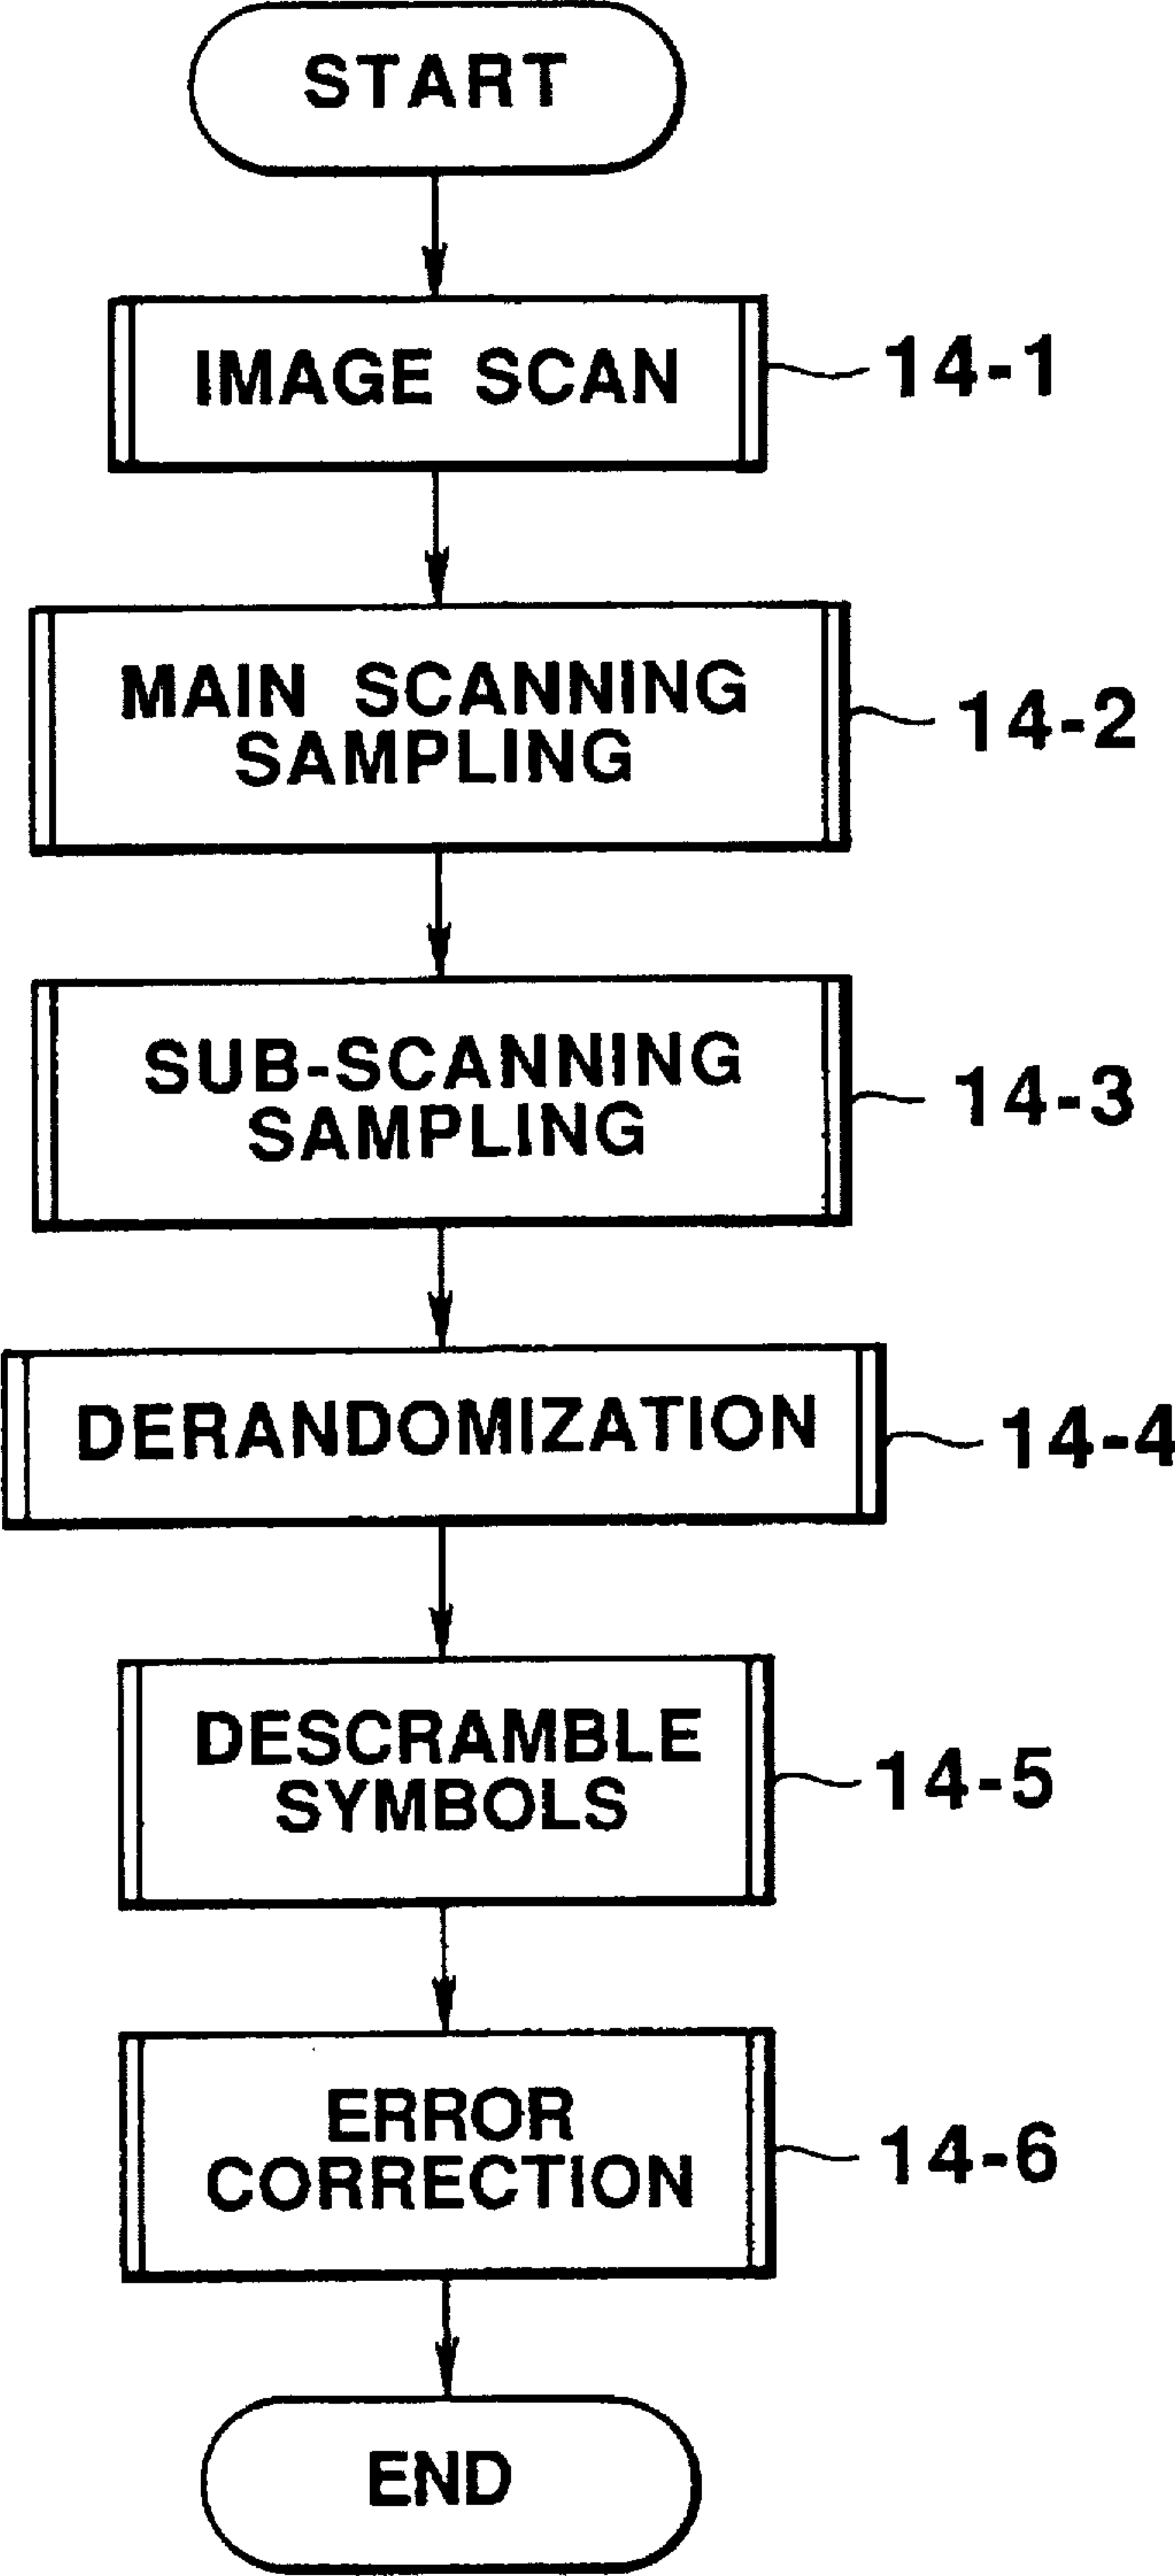 START
IMAGE SCAN
14-1
MAIN SCANNING
SAMPLING
14-2
SUB-SCANNING
SAMPLING
14-3
DERANDOMIZATION
14-4
DESCRAMBLE
SYMBOLS
14-5
ERROR
CORRECTION
14-6
END